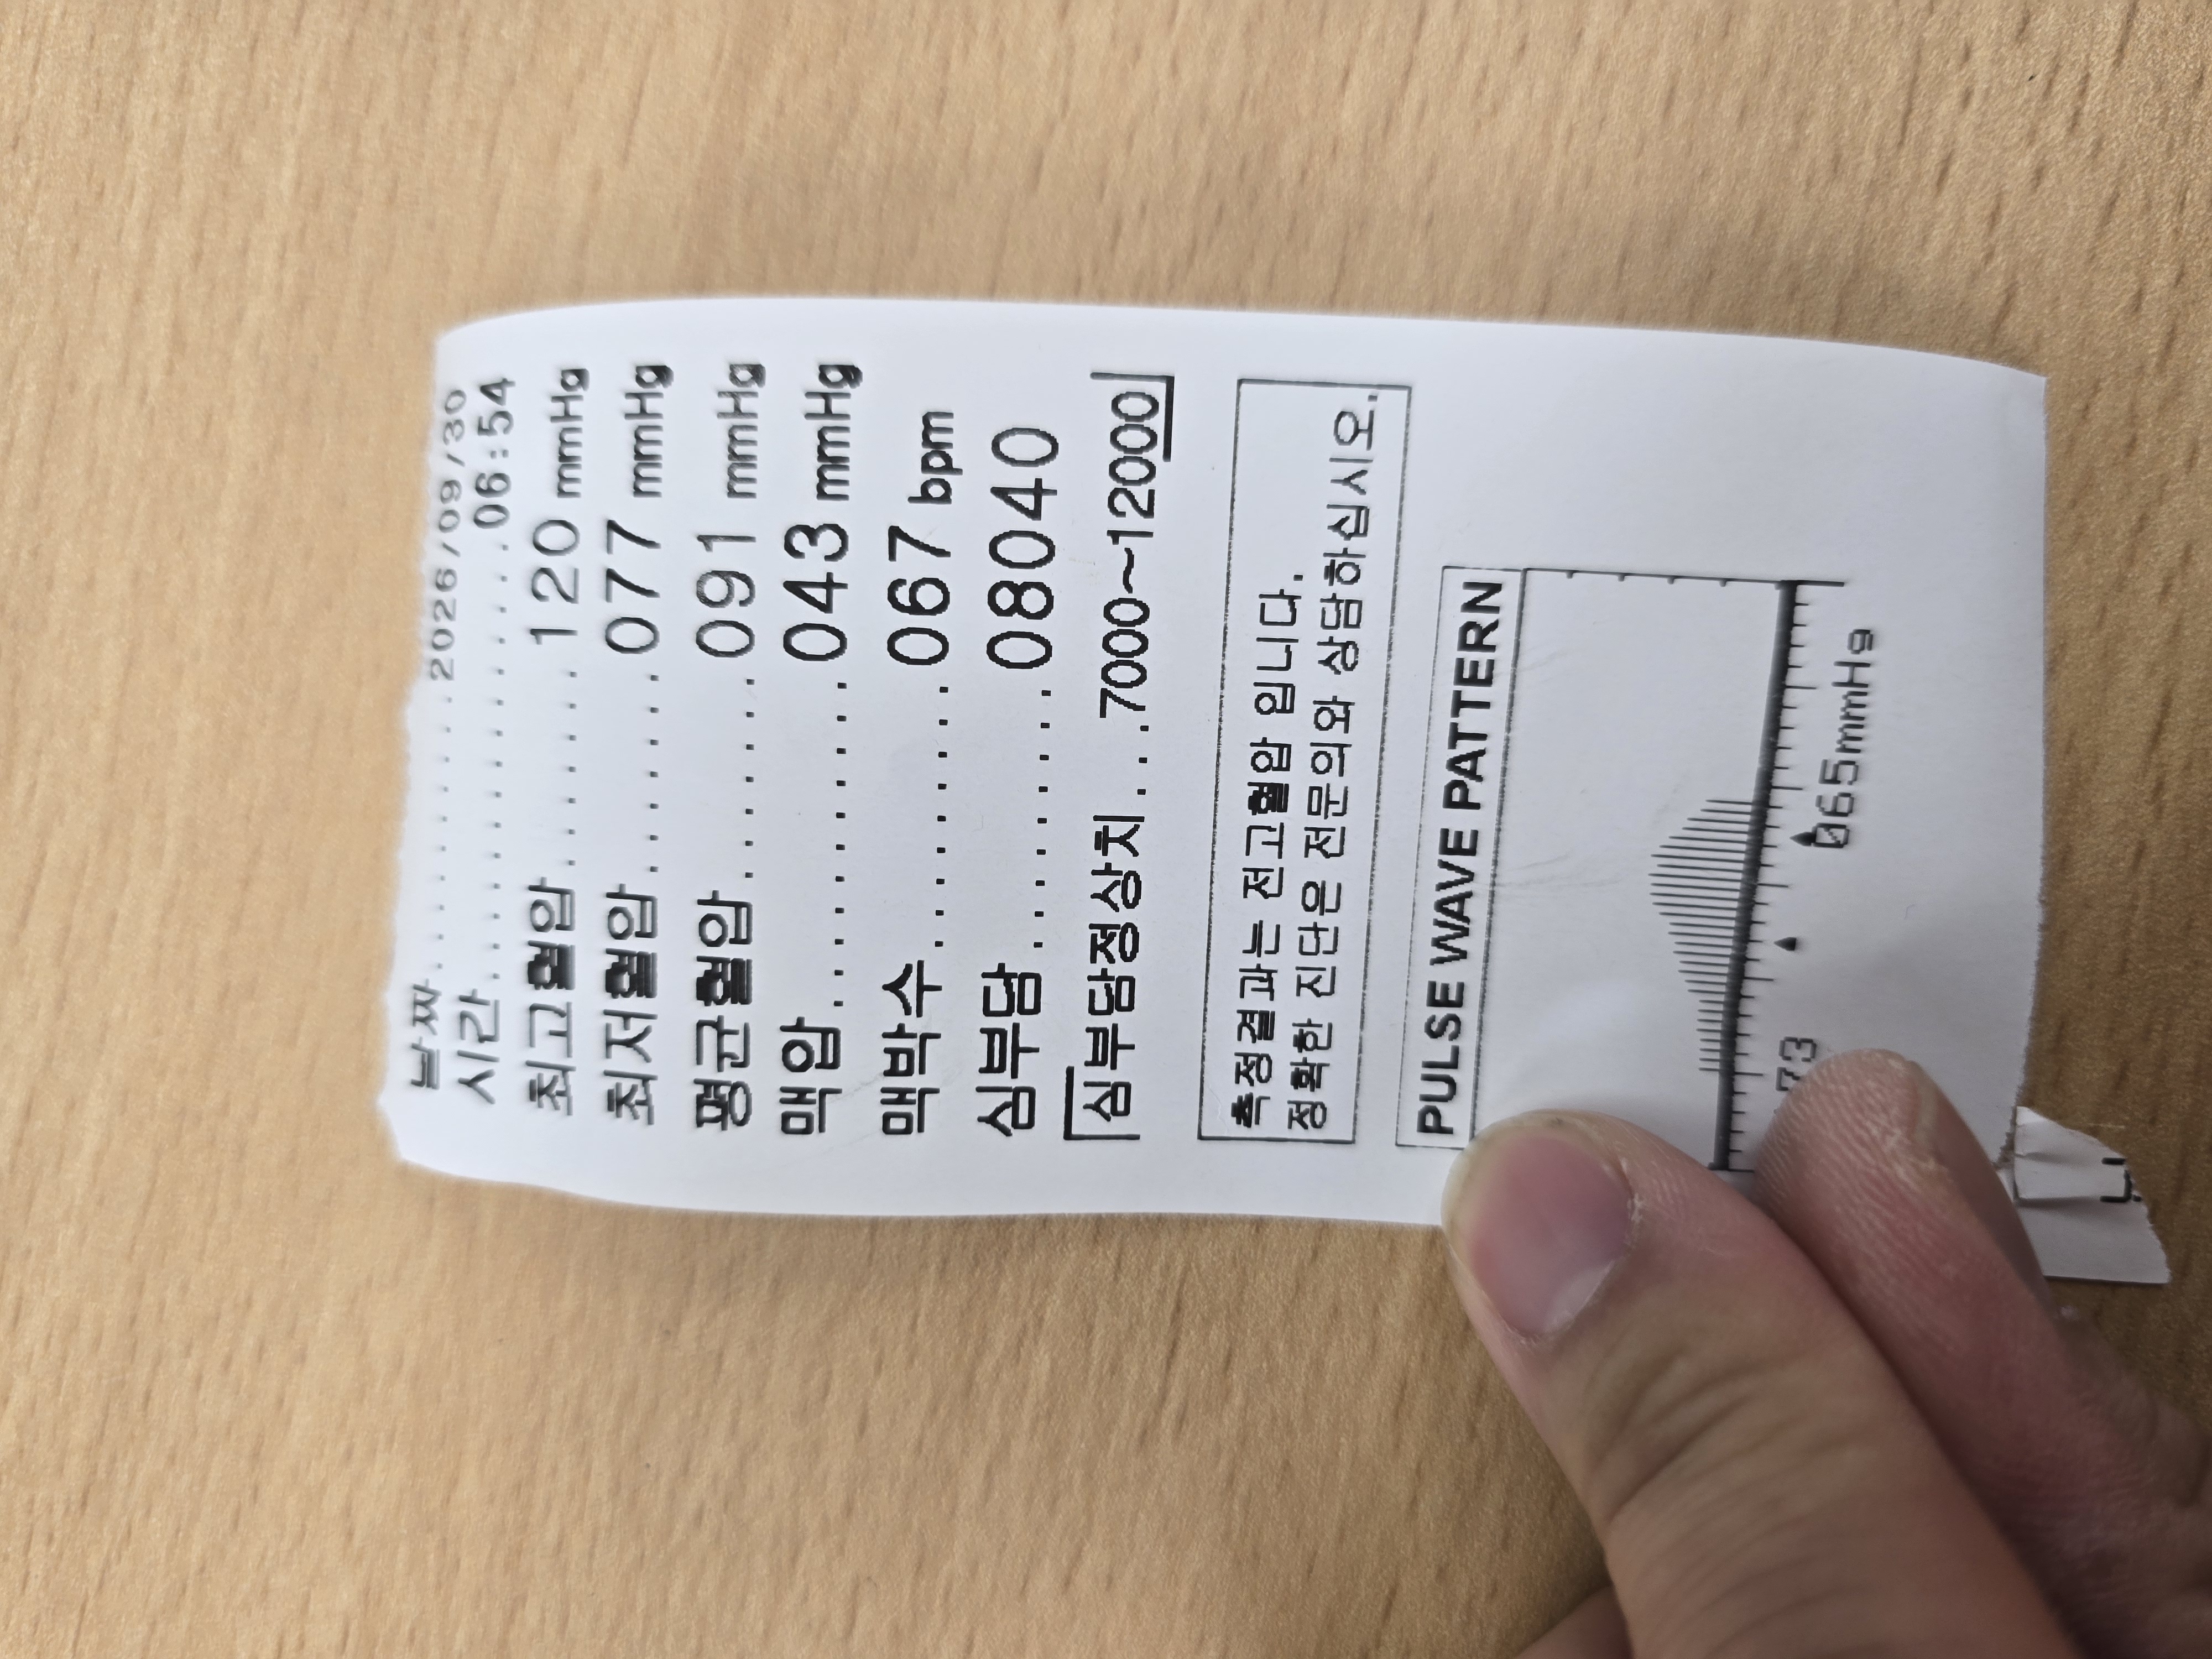 날짜.............2026/09/30
시간................06:54
최고혈압........120 mmHg
최저혈압........077 mmHg
평균혈압........091 mmHg
맥압............043 mmHg
맥박수..........067 bpm
심부담..........08040
심부담정상치...7000~12000
측정결과는 전고혈압 입니다.
정확한 진단은 전문의와 상담하십시오.
PULSE WAVE PATTERN
065mmHg